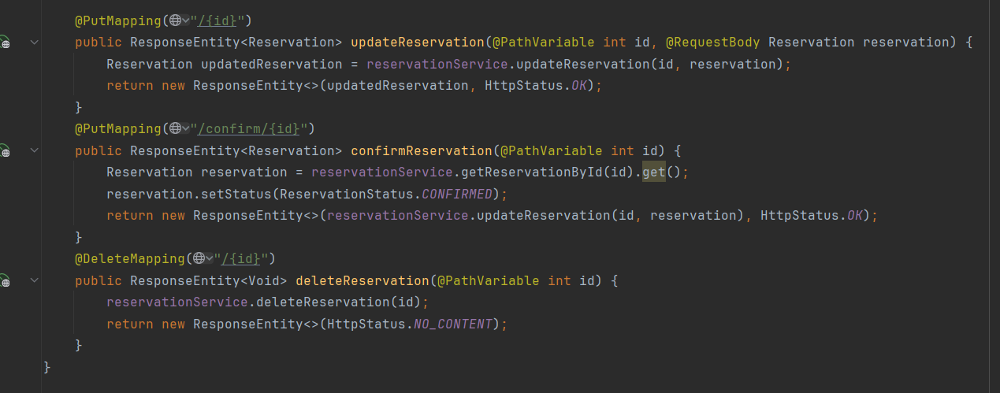 @PutMapping("/{id}")
public ResponseEntity<Reservation> updateReservation(@PathVariable int id, @RequestBody Reservation reservation) {
Reservation updatedReservation = reservationService.updateReservation(id, reservation);
return new ResponseEntity<>(updatedReservation, HttpStatus.OK);
}
@PutMapping("/confirm/{id}")
public ResponseEntity<Reservation> confirmReservation(@PathVariable int id) {
Reservation reservation = reservationService.getReservationById(id).get();
reservation.setStatus(ReservationStatus.CONFIRMED);
return new ResponseEntity<>(reservationService.updateReservation(id, reservation), HttpStatus.OK);
}
@DeleteMapping("/{id}")
public ResponseEntity<Void> deleteReservation(@PathVariable int id) {
reservationService.deleteReservation(id);
return new ResponseEntity<>(HttpStatus.NO_CONTENT);
}
}